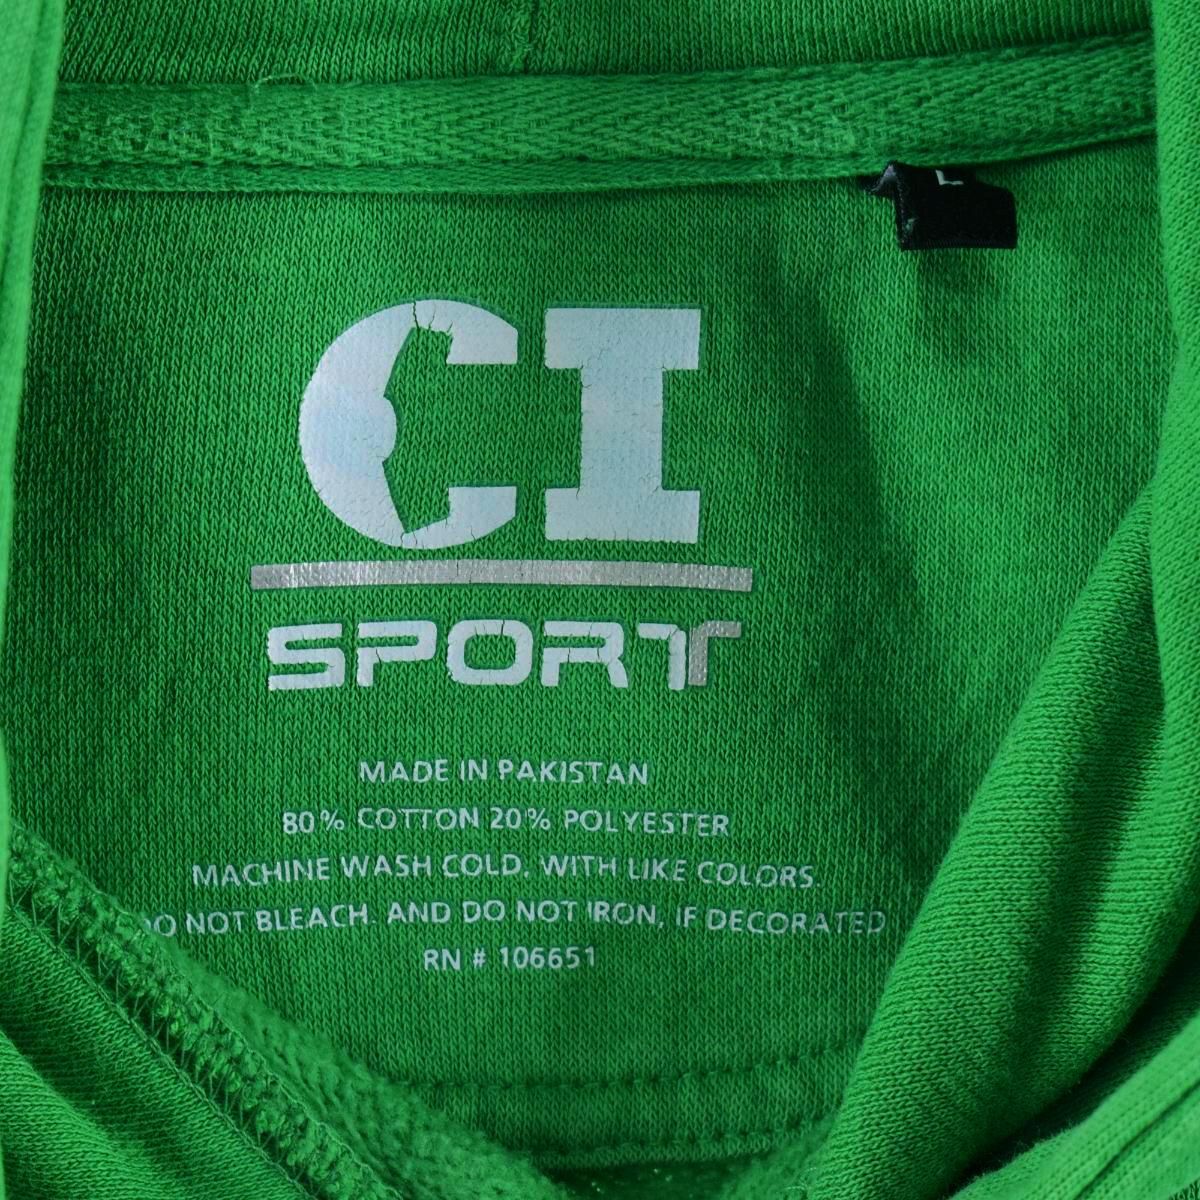 L
CI
SPORT
MADE IN PAKISTAN
80% COTTON 20% POLYESTER
MACHINE WASH COLD, WITH LIKE COLORS.
DO NOT BLEACH. AND DO NOT IRON, IF DECORATED
RN # 106651